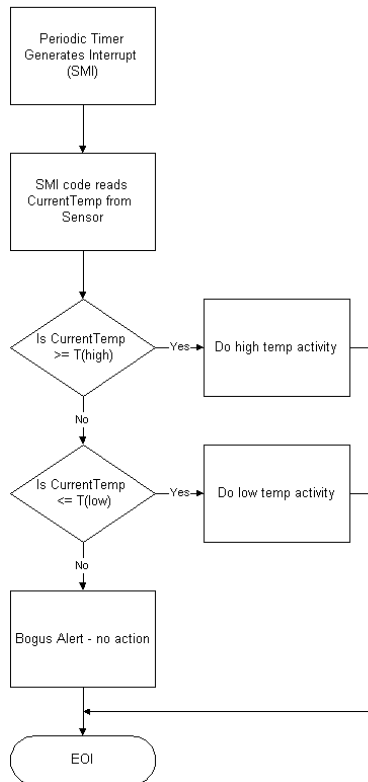 Periodic Timer
Generates Interrupt
(SMI)
SMI code reads
CurrentTemp from
Sensor
Is CurrentTemp
>= T(high)
Yes
Do high temp activity
No
Is CurrentTemp
<= T(low)
Yes
Do low temp activity
No
Bogus Alert - no action
EOI